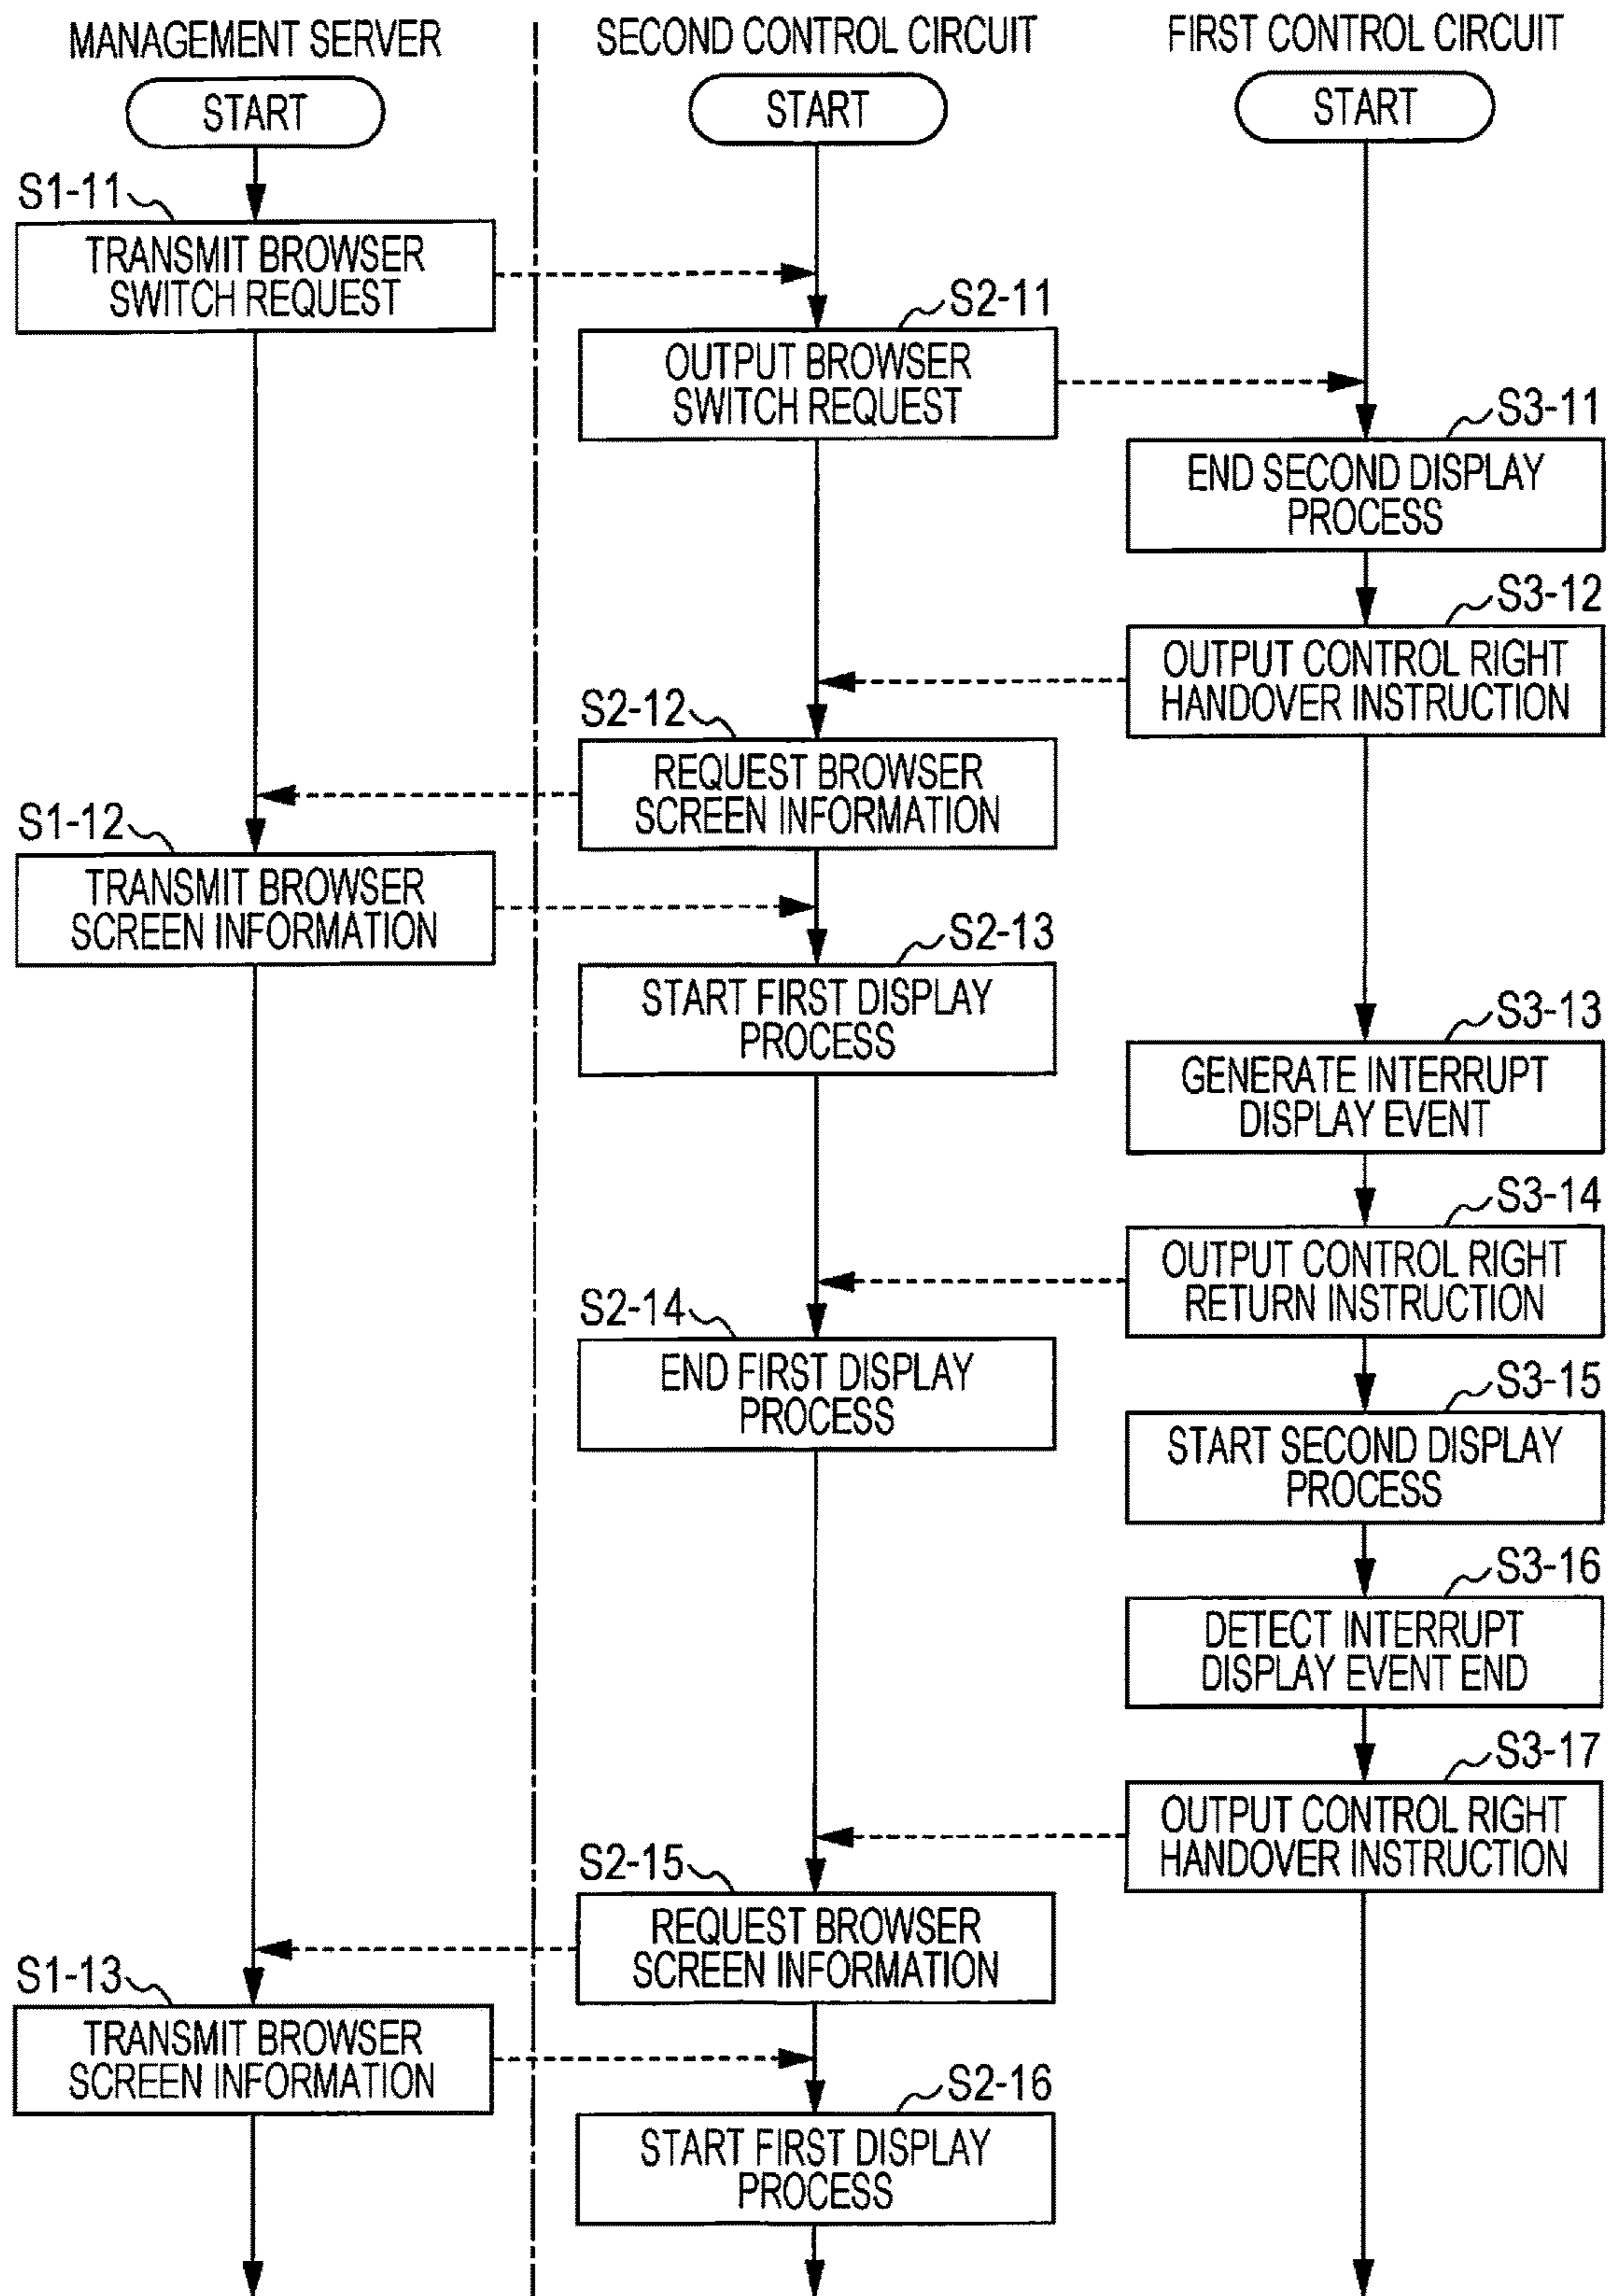 MANAGEMENT SERVER
SECOND CONTROL CIRCUIT
FIRST CONTROL CIRCUIT
START
START
START
S1-11
TRANSMIT BROWSER
SWITCH REQUEST
S2-11
OUTPUT BROWSER
SWITCH REQUEST
S3-11
END SECOND DISPLAY
PROCESS
S3-12
OUTPUT CONTROL RIGHT
HANDOVER INSTRUCTION
S2-12
REQUEST BROWSER
SCREEN INFORMATION
S1-12
TRANSMIT BROWSER
SCREEN INFORMATION
S2-13
START FIRST DISPLAY
PROCESS
S3-13
GENERATE INTERRUPT
DISPLAY EVENT
S3-14
OUTPUT CONTROL RIGHT
RETURN INSTRUCTION
S2-14
END FIRST DISPLAY
PROCESS
S3-15
START SECOND DISPLAY
PROCESS
S3-16
DETECT INTERRUPT
DISPLAY EVENT END
S3-17
OUTPUT CONTROL RIGHT
HANDOVER INSTRUCTION
S2-15
REQUEST BROWSER
SCREEN INFORMATION
S1-13
TRANSMIT BROWSER
SCREEN INFORMATION
S2-16
START FIRST DISPLAY
PROCESS